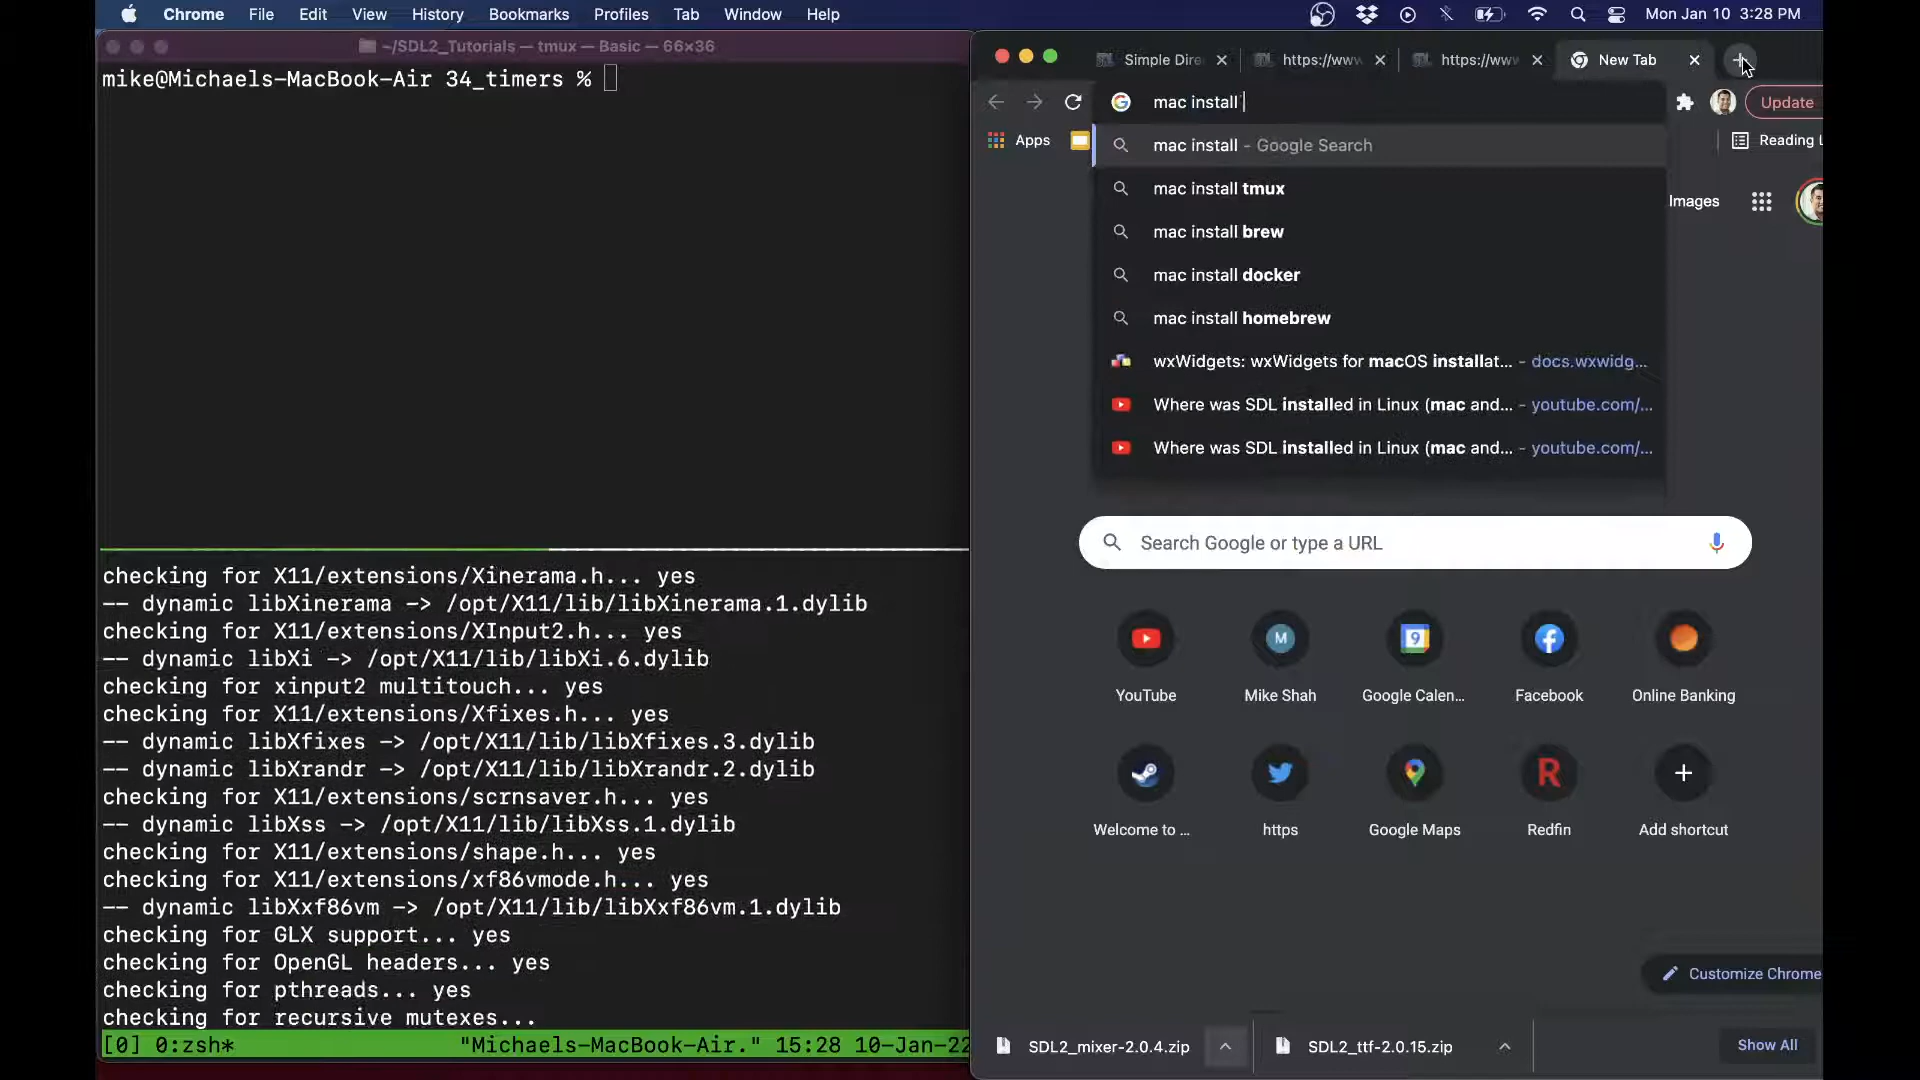 Chrome File Edit View History Bookmarks Profiles Tab Window Help Mon Jan 10 3:28 PM
~/SDL2_Tutorials — tmux — Basic — 66×36
mike@Michaels-MacBook-Air 34_timers %
checking for X11/extensions/Xinerama.h... yes
-- dynamic libXinerama -> /opt/X11/lib/libXinerama.1.dylib
checking for X11/extensions/XInput2.h... yes
-- dynamic libXi -> /opt/X11/lib/libXi.6.dylib
checking for xinput2 multitouch... yes
checking for X11/extensions/Xfixes.h... yes
-- dynamic libXfixes -> /opt/X11/lib/libXfixes.3.dylib
-- dynamic libXrandr -> /opt/X11/lib/libXrandr.2.dylib
checking for X11/extensions/scrnsaver.h... yes
-- dynamic libXss -> /opt/X11/lib/libXss.1.dylib
checking for X11/extensions/shape.h... yes
checking for X11/extensions/xf86vmode.h... yes
-- dynamic libXxf86vm -> /opt/X11/lib/libXxf86vm.1.dylib
checking for GLX support... yes
checking for OpenGL headers... yes
checking for pthreads... yes
checking for recursive mutexes...
[0] 0:zsh* "Michaels-MacBook-Air." 15:28 10-Jan-22
Simple Dire https://www https://www New Tab
mac install
Update
Apps
Reading L
mac install - Google Search
mac install tmux
mac install brew
mac install docker
mac install homebrew
wxWidgets: wxWidgets for macOS installat... - docs.wxwidg...
Where was SDL installed in Linux (mac and... - youtube.com/...
Where was SDL installed in Linux (mac and... - youtube.com/...
Images
Search Google or type a URL
M 9
YouTube Mike Shah Google Calen... Facebook Online Banking
R
Welcome to ... https Google Maps Redfin Add shortcut
Customize Chrome
SDL2_mixer-2.0.4.zip SDL2_ttf-2.0.15.zip Show All